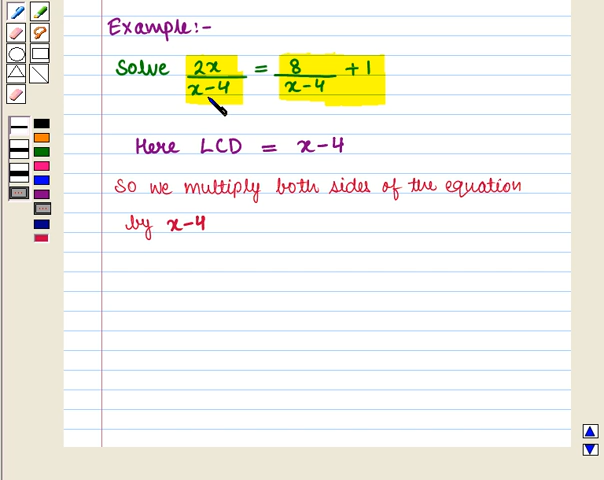 Example:-
Solve 2x/(x-4) = 8/(x-4) + 1
Here LCD = x-4
So we multiply both sides of the equation
by x-4